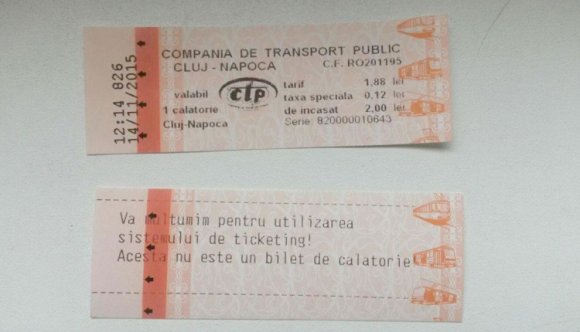 COMPANIA DE TRANSPORT PUBLIC
CLUJ - NAPOCA C.F. RO201195
valabil ctp tarif 1,88 lei
taxa speciala 0,12 lei
1 calatorie de incasat 2,00 lei
Cluj-Napoca Serie: 820000010643
12:14 826
14/11/2015
Va multumim pentru utilizarea
sistemului de ticketing!
Acesta nu este un bilet de calatorie